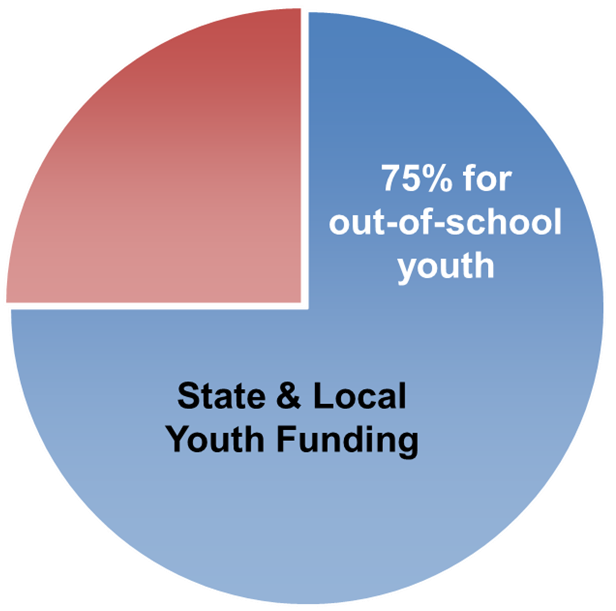 75% for
out-of-school
youth
State & Local
Youth Funding